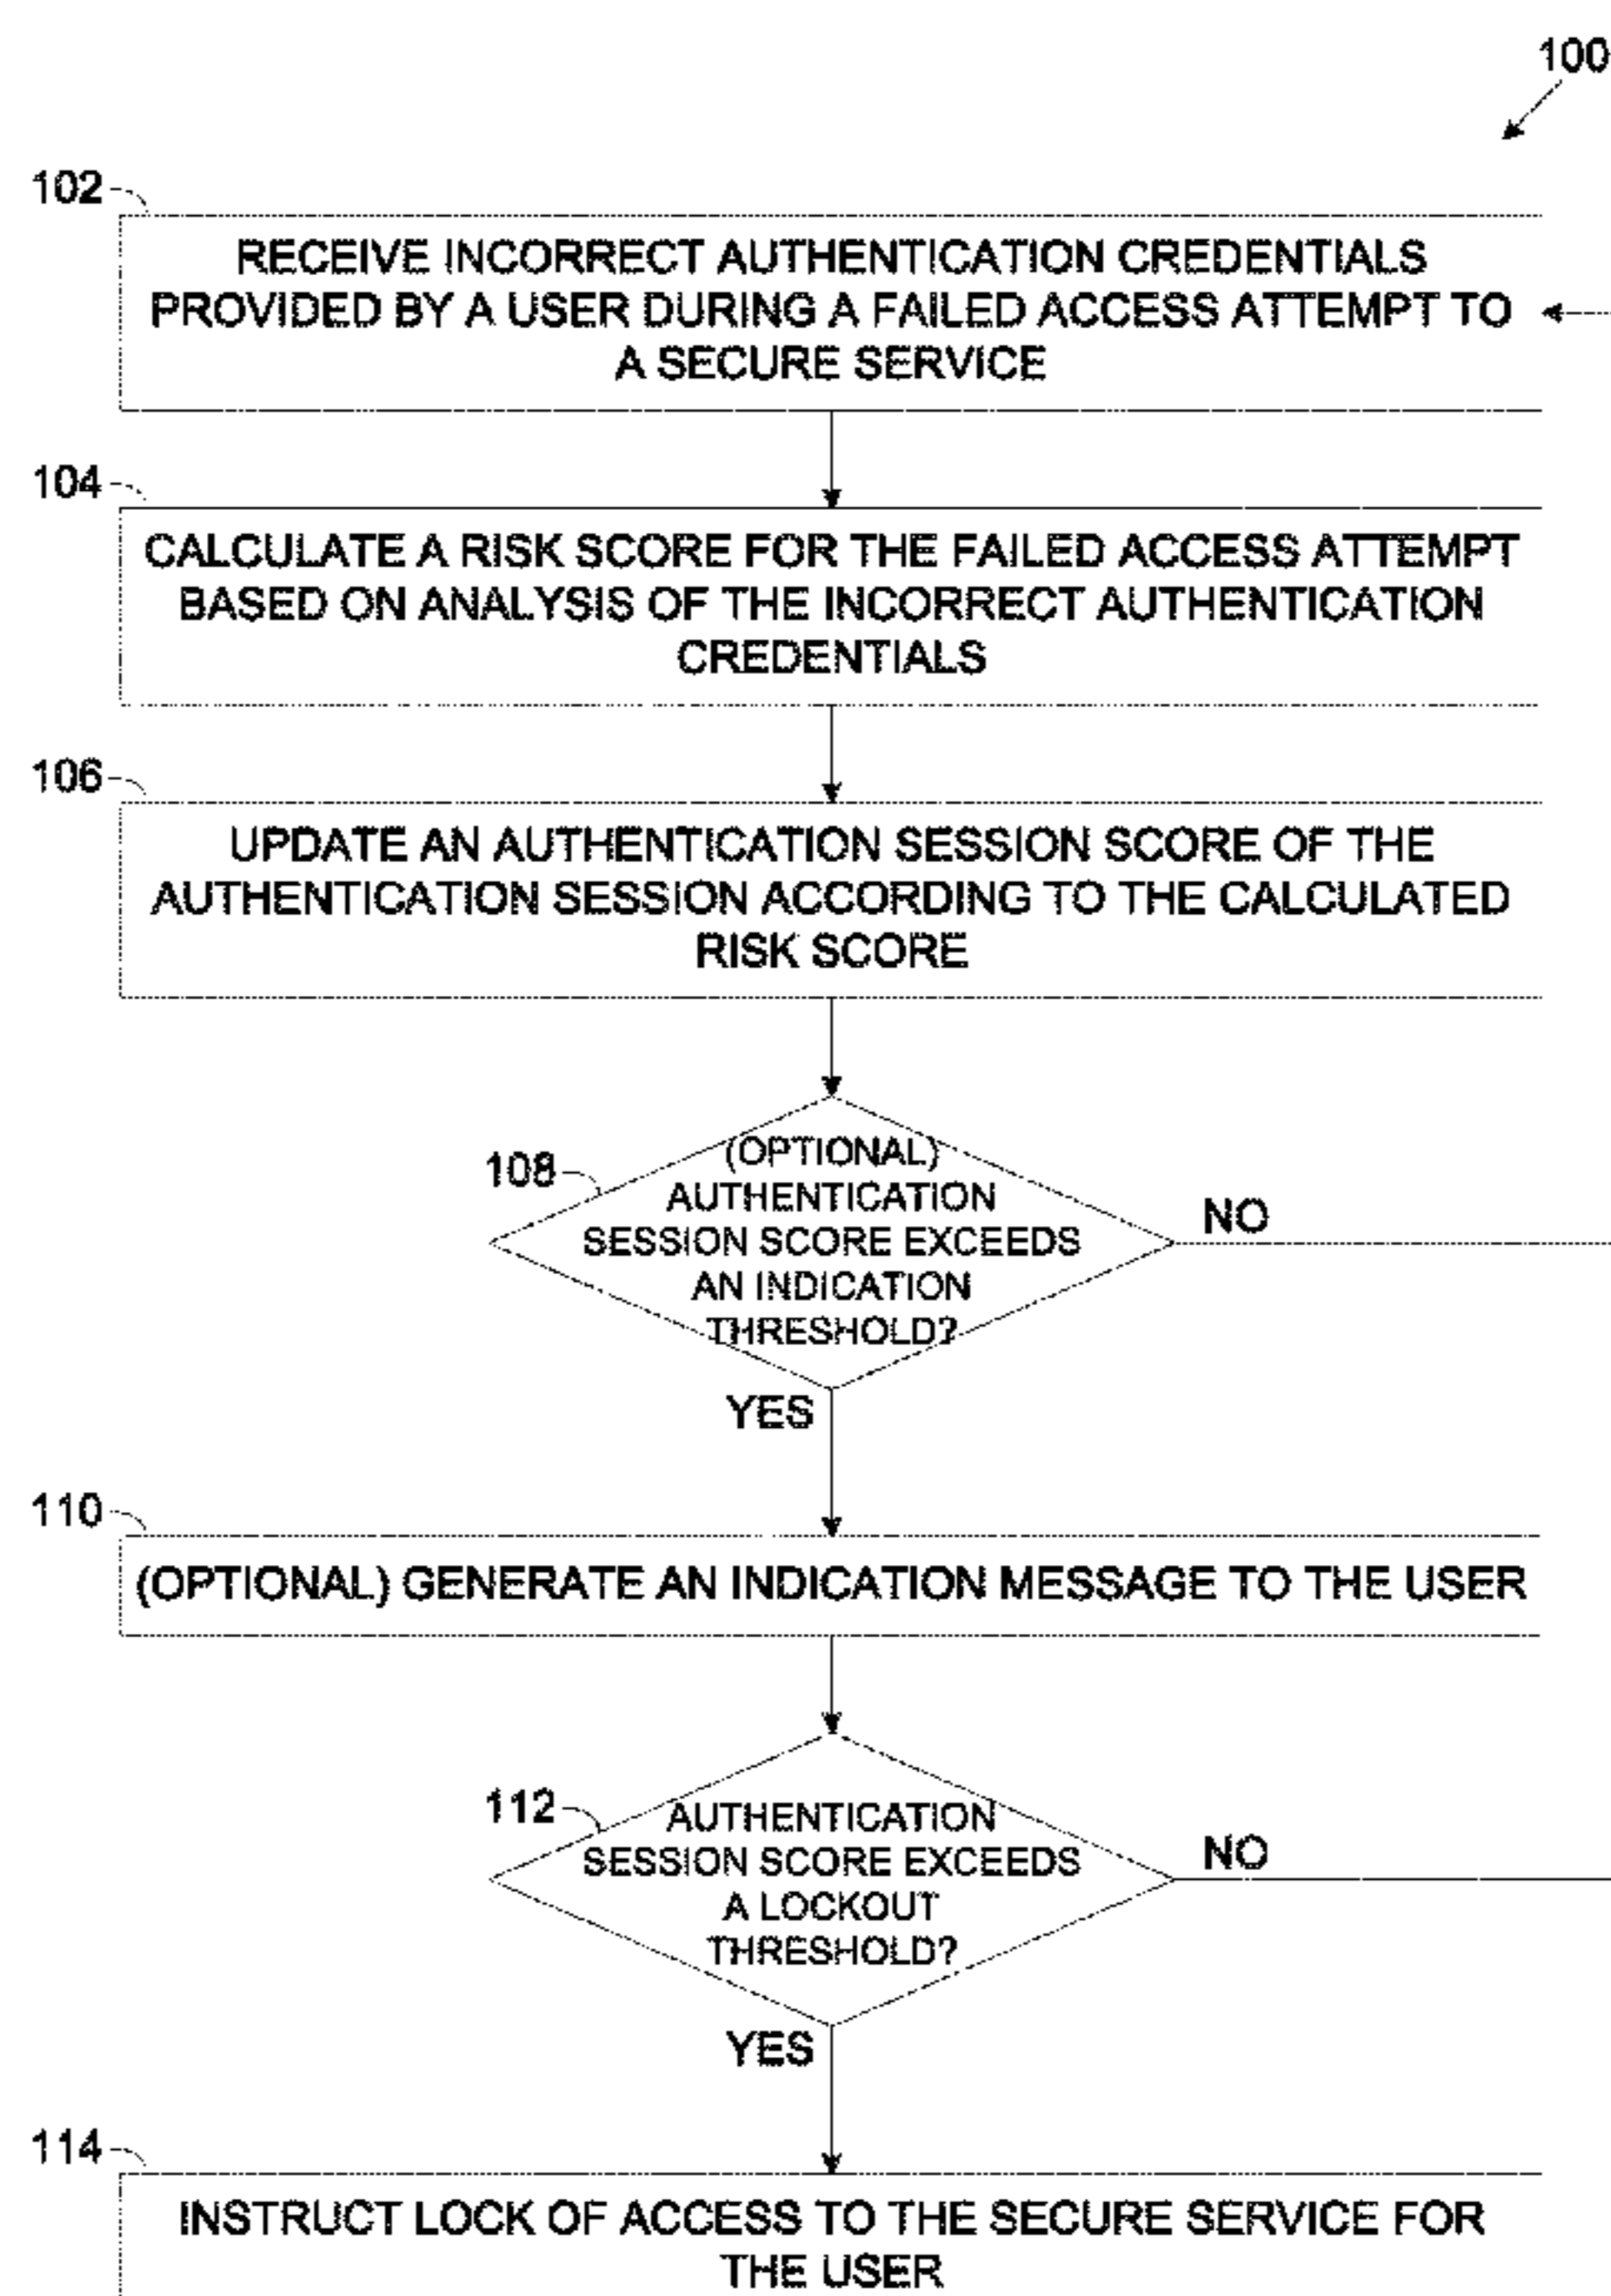 100
102
RECEIVE INCORRECT AUTHENTICATION CREDENTIALS
PROVIDED BY A USER DURING A FAILED ACCESS ATTEMPT TO
A SECURE SERVICE
104
CALCULATE A RISK SCORE FOR THE FAILED ACCESS ATTEMPT
BASED ON ANALYSIS OF THE INCORRECT AUTHENTICATION
CREDENTIALS
106
UPDATE AN AUTHENTICATION SESSION SCORE OF THE
AUTHENTICATION SESSION ACCORDING TO THE CALCULATED
RISK SCORE
108
(OPTIONAL)
AUTHENTICATION
SESSION SCORE EXCEEDS
AN INDICATION
THRESHOLD?
NO
YES
110
(OPTIONAL) GENERATE AN INDICATION MESSAGE TO THE USER
112
AUTHENTICATION
SESSION SCORE EXCEEDS
A LOCKOUT
THRESHOLD?
NO
YES
114
INSTRUCT LOCK OF ACCESS TO THE SECURE SERVICE FOR
THE USER